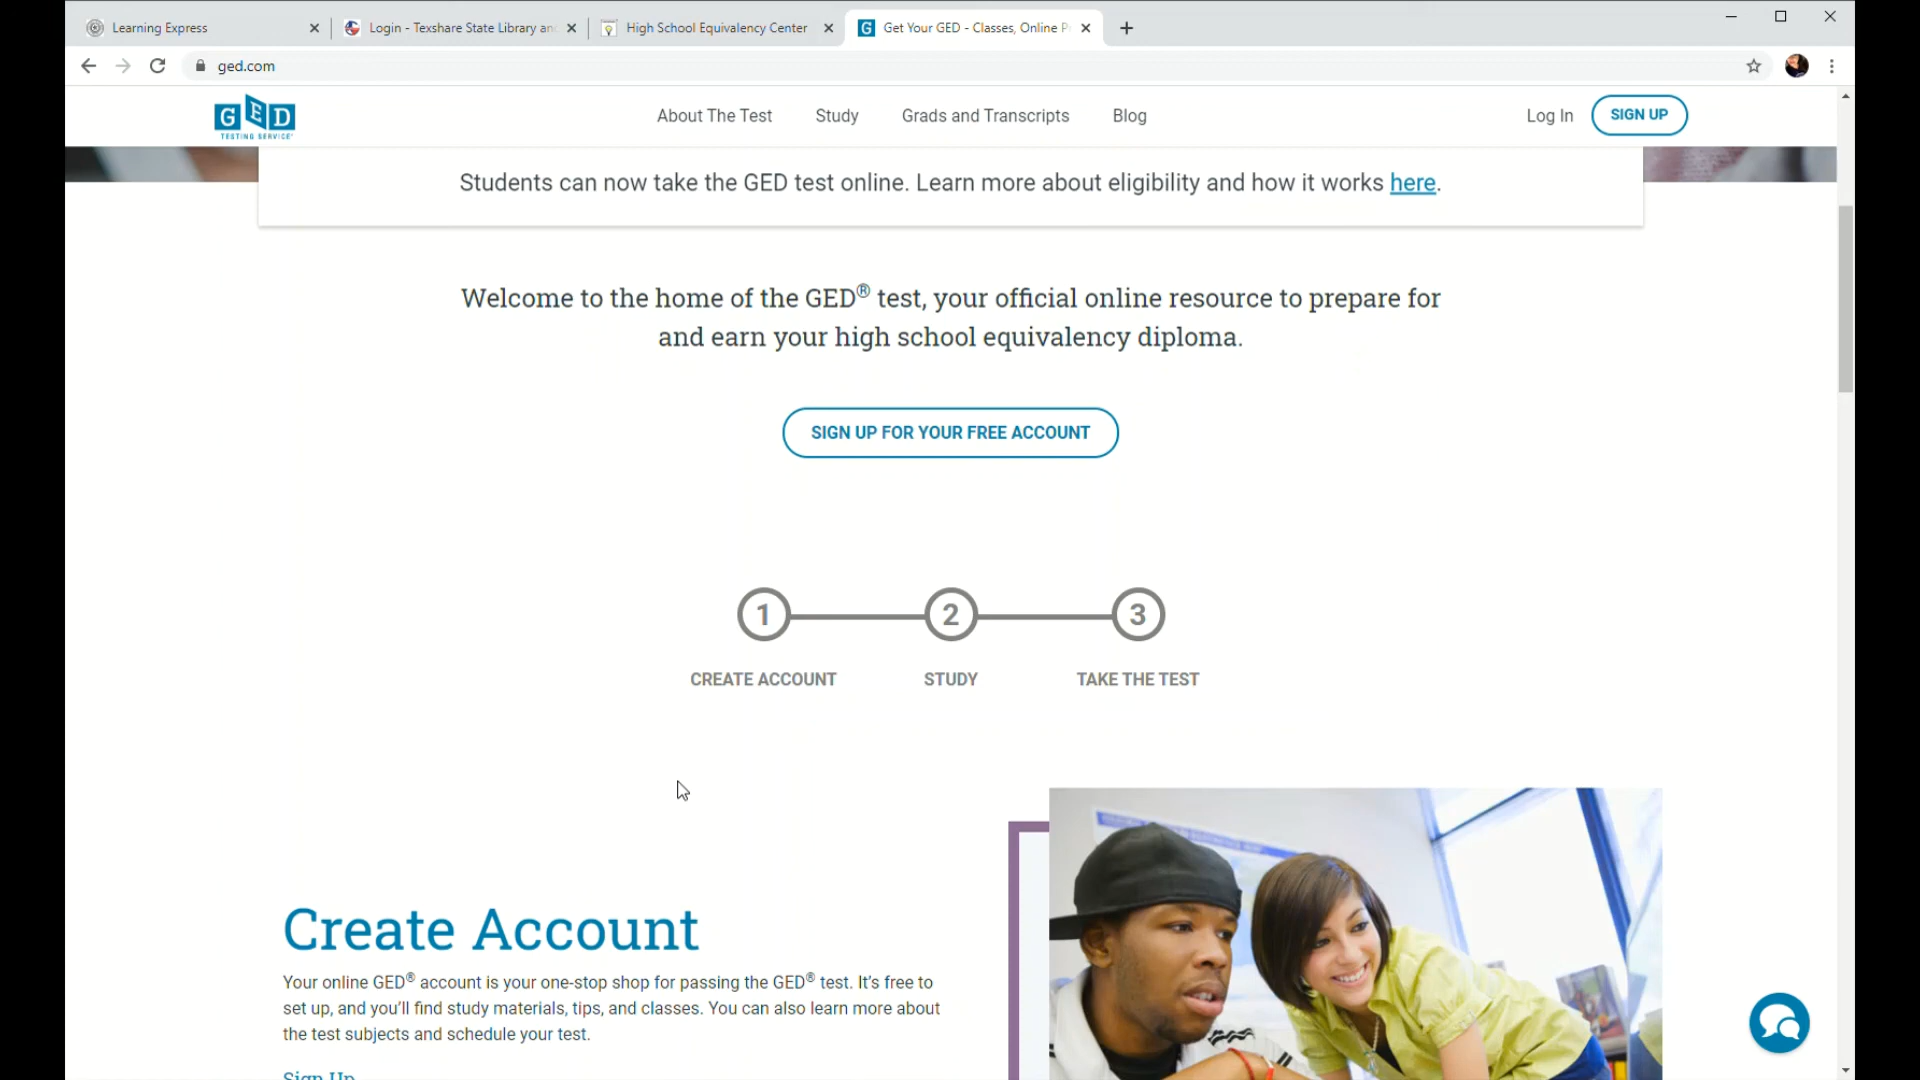 Learning Express
Login - Texshare State Library an
High School Equivalency Center
G Get Your GED - Classes, Online P
ged.com
GED
TESTING SERVICE
About The Test
Study
Grads and Transcripts
Blog
Log In
SIGN UP
Students can now take the GED test online. Learn more about eligibility and how it works here.
Welcome to the home of the GED® test, your official online resource to prepare for
and earn your high school equivalency diploma.
SIGN UP FOR YOUR FREE ACCOUNT
1 2 3
CREATE ACCOUNT STUDY TAKE THE TEST
Create Account
Your online GED® account is your one-stop shop for passing the GED® test. It's free to
set up, and you'll find study materials, tips, and classes. You can also learn more about
the test subjects and schedule your test.
Sign Up